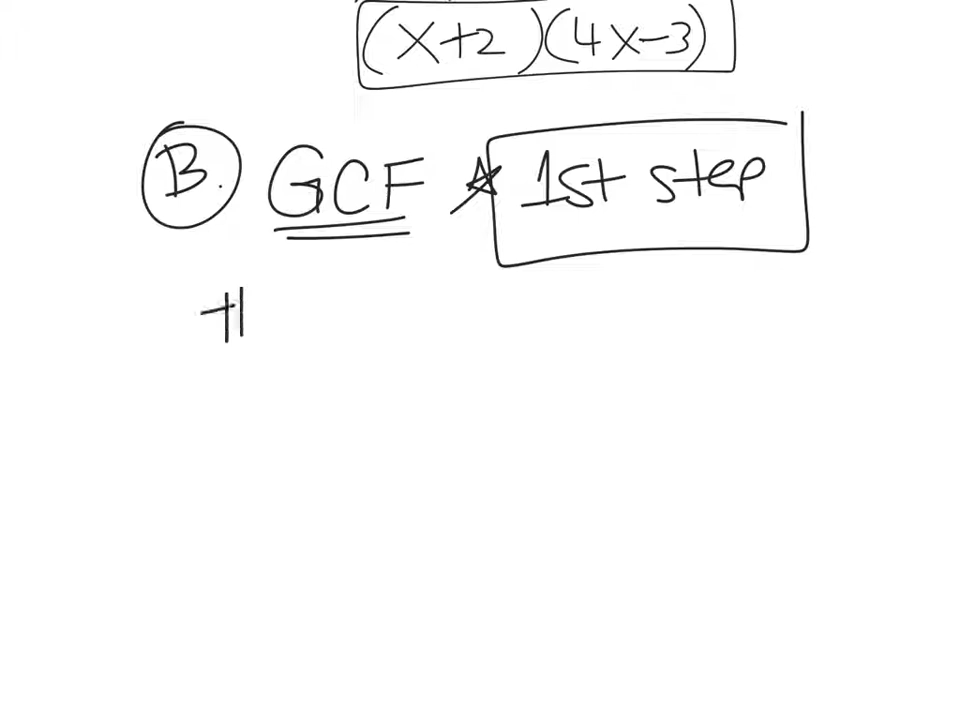 (x+2)(4x-3)
B. GCF ☆ 1st step